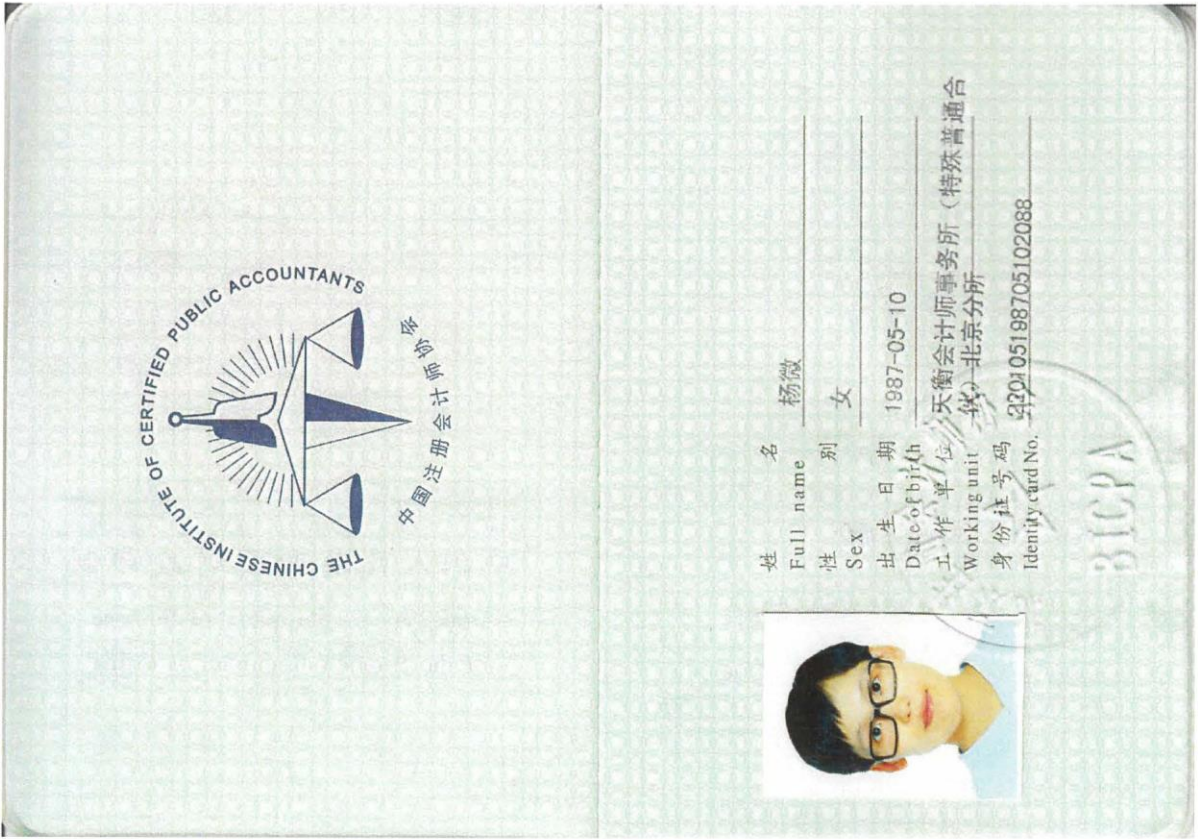 THE CHINESE INSTITUTE OF CERTIFIED PUBLIC ACCOUNTANTS
中国注册会计师协会
姓 名 杨微
Full name
性 别 女
Sex
出 生 日 期 1987-05-10
Date of birth
工 作 单 位 天衡会计师事务所（特殊普通合
Working unit 伙）北京分所
身 份 证 号 码 220105198705102088
Identity card No.
BICPA